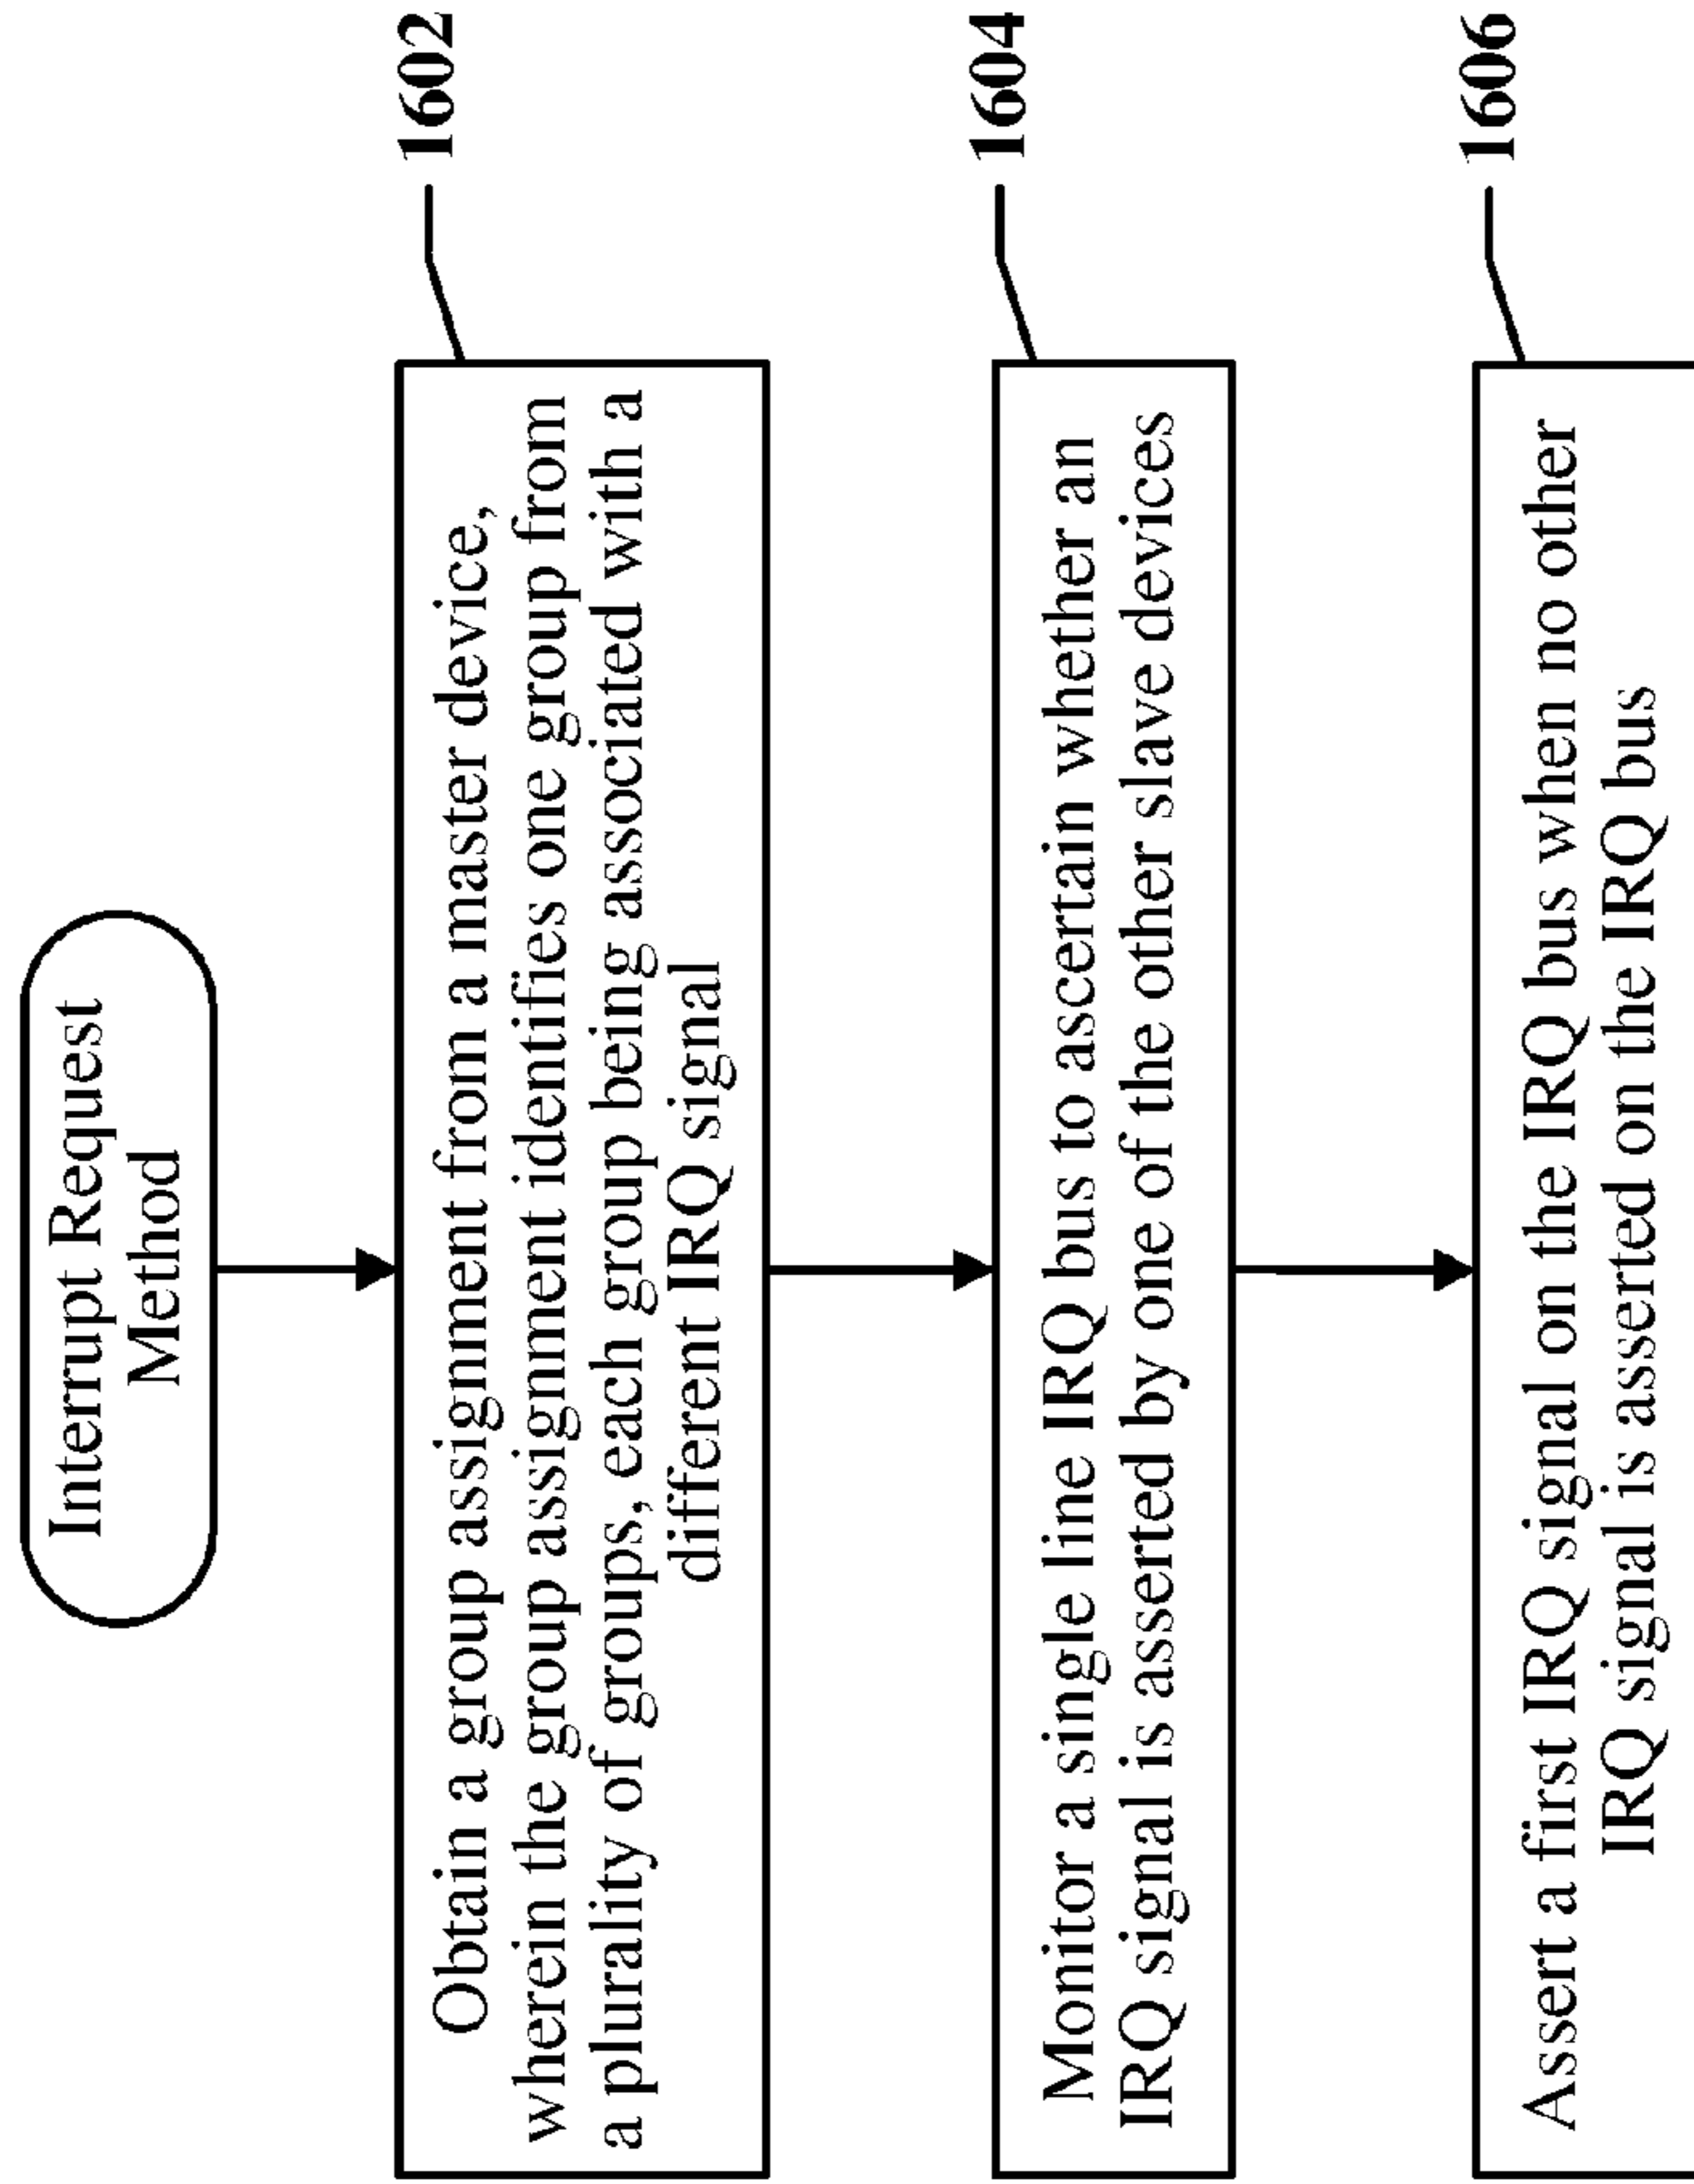 Interrupt Request
Method
1602
Obtain a group assignment from a master device,
wherein the group assignment identifies one group from
a plurality of groups, each group being associated with a
different IRQ signal
1604
Monitor a single line IRQ bus to ascertain whether an
IRQ signal is asserted by one of the other slave devices
1606
Assert a first IRQ signal on the IRQ bus when no other
IRQ signal is asserted on the IRQ bus